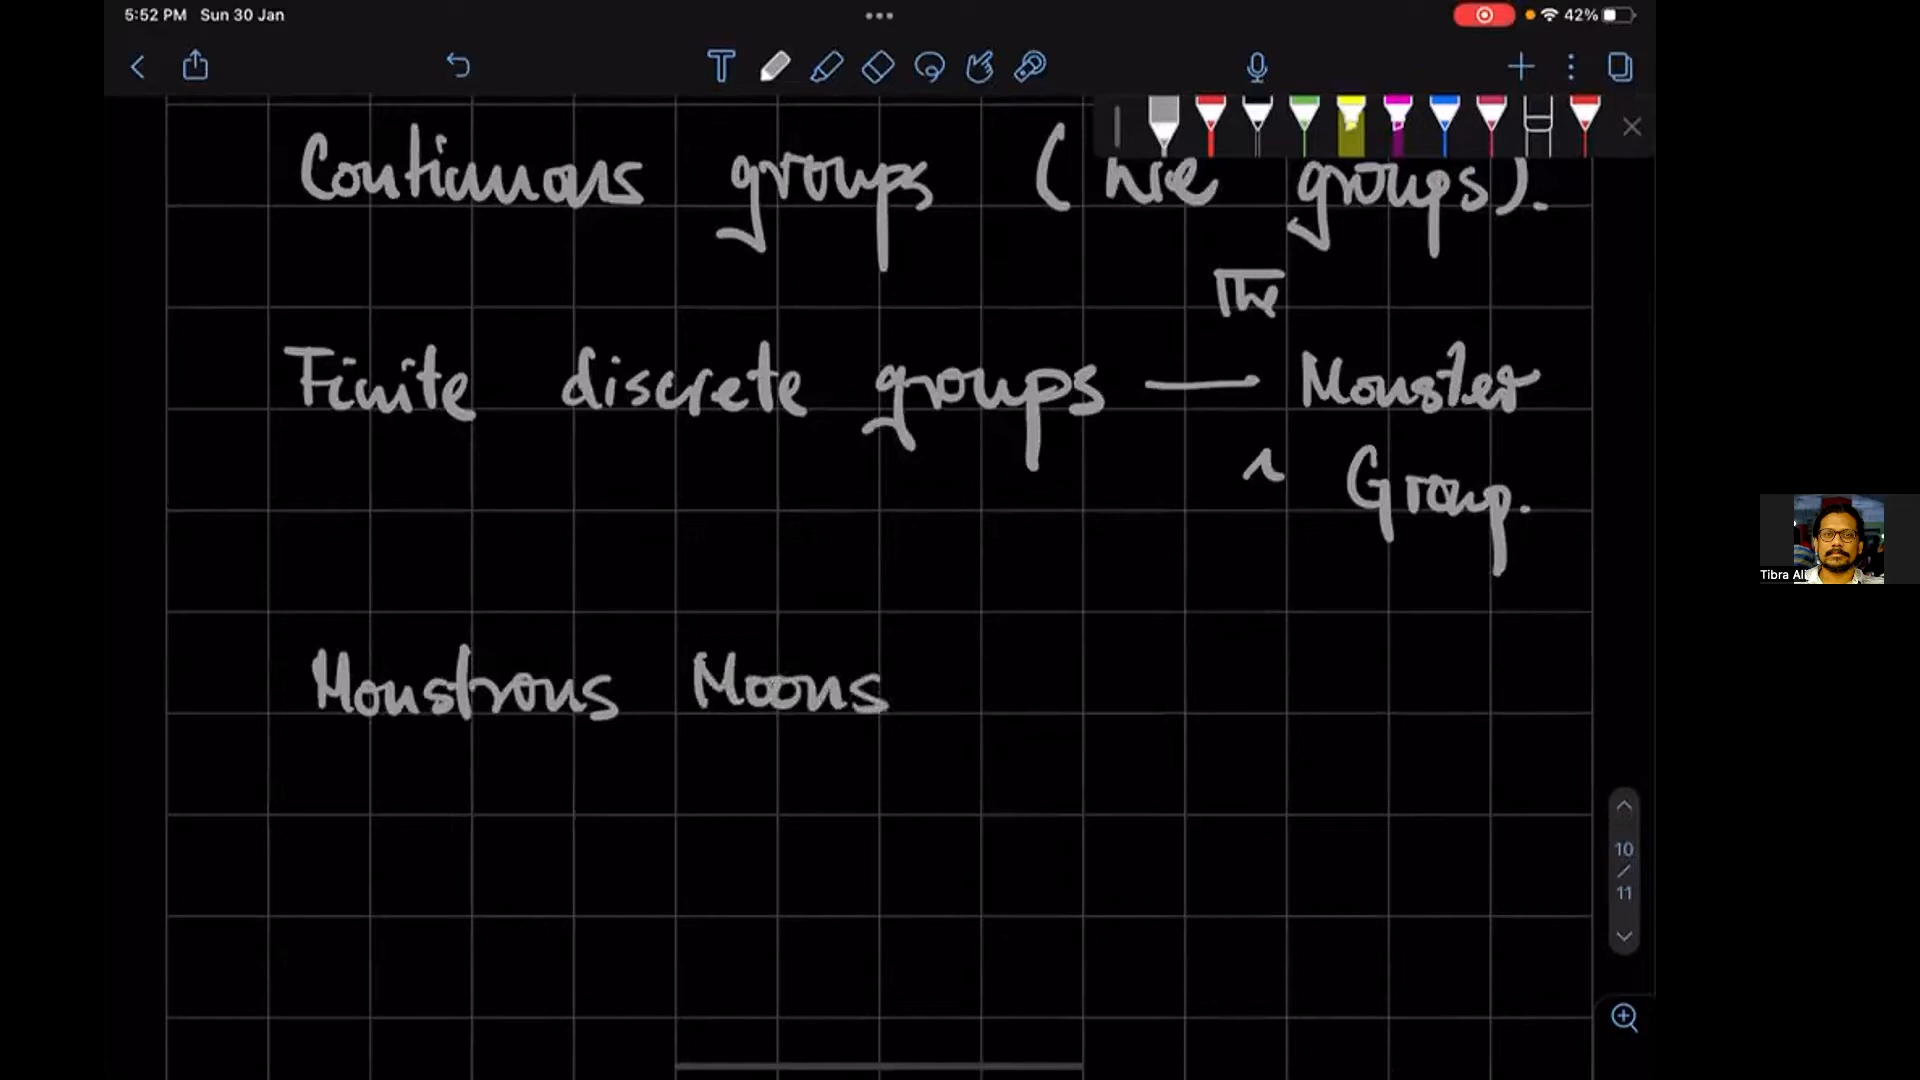 5:52 PM Sun 30 Jan
42%
Continuous groups (Lie groups).
The
Finite discrete groups — Monster
Group.
Monstrous Moons
10
/
11
Tibra Ali